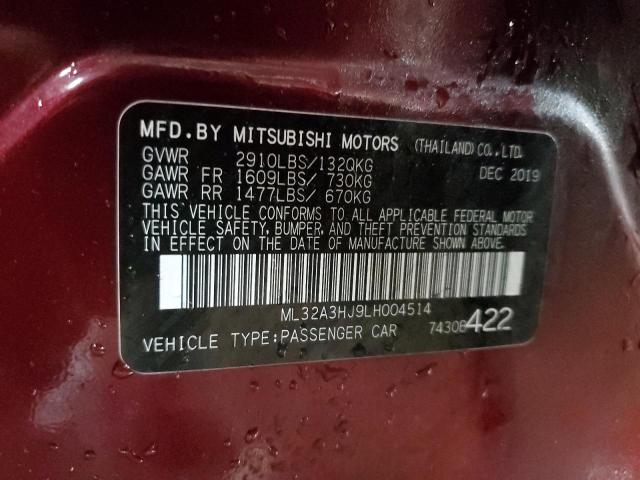 MFD.BY MITSUBISHI MOTORS (THAILAND)CO.,LTD.
GVWR 2910LBS/1320KG DEC 2019
GAWR FR 1609LBS/ 730KG
GAWR RR 1477LBS/ 670KG
THIS VEHICLE CONFORMS TO ALL APPLICABLE FEDERAL MOTOR
VEHICLE SAFETY, BUMPER, AND THEFT PREVENTION STANDARDS
IN EFFECT ON THE DATE OF MANUFACTURE SHOWN ABOVE.
ML32A3HJ9LH004514
VEHICLE TYPE:PASSENGER CAR 7430B 422